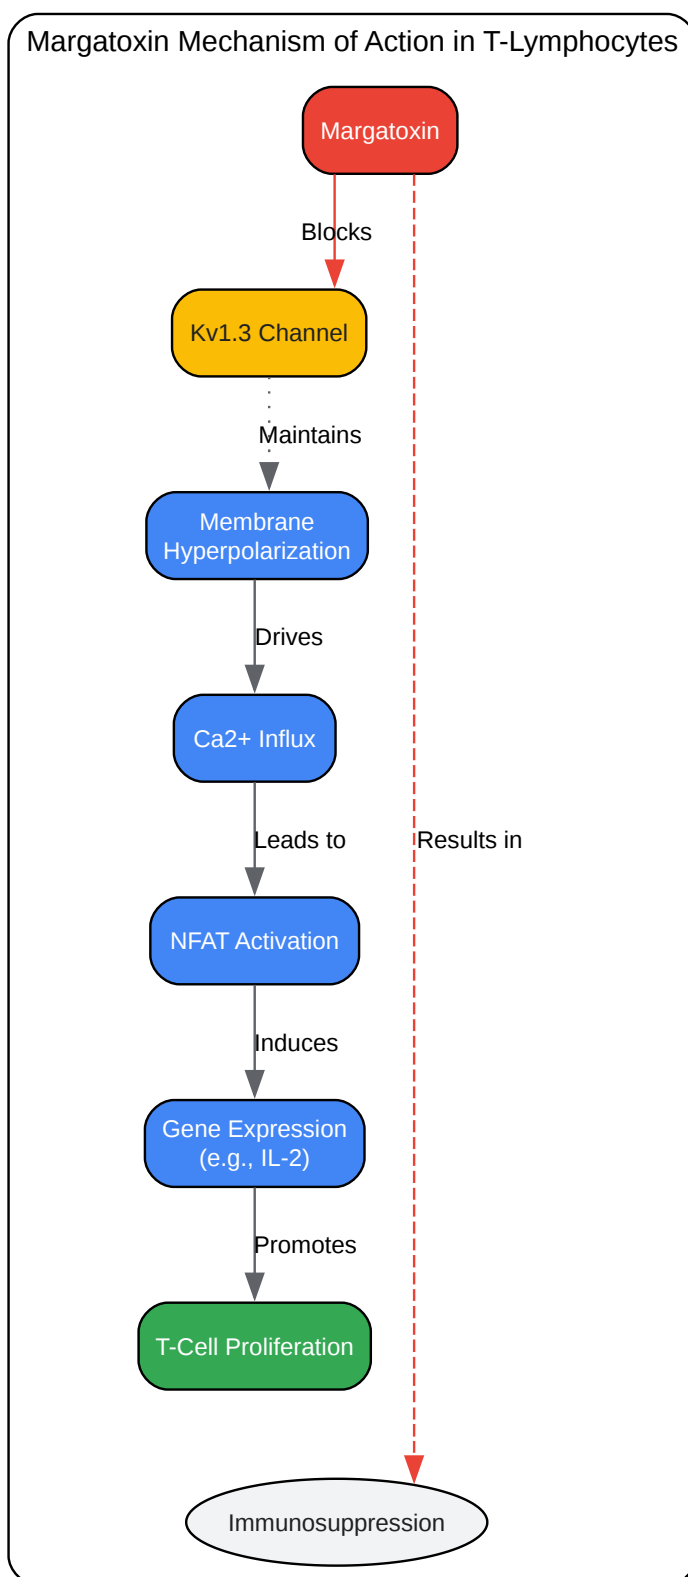 Margatoxin Mechanism of Action in T-Lymphocytes
Margatoxin
Blocks
Kv1.3 Channel
Maintains
Membrane
Hyperpolarization
Drives
Ca2+ Influx
Leads to
Results in
NFAT Activation
Induces
Gene Expression
(e.g., IL-2)
Promotes
T-Cell Proliferation
Immunosuppression